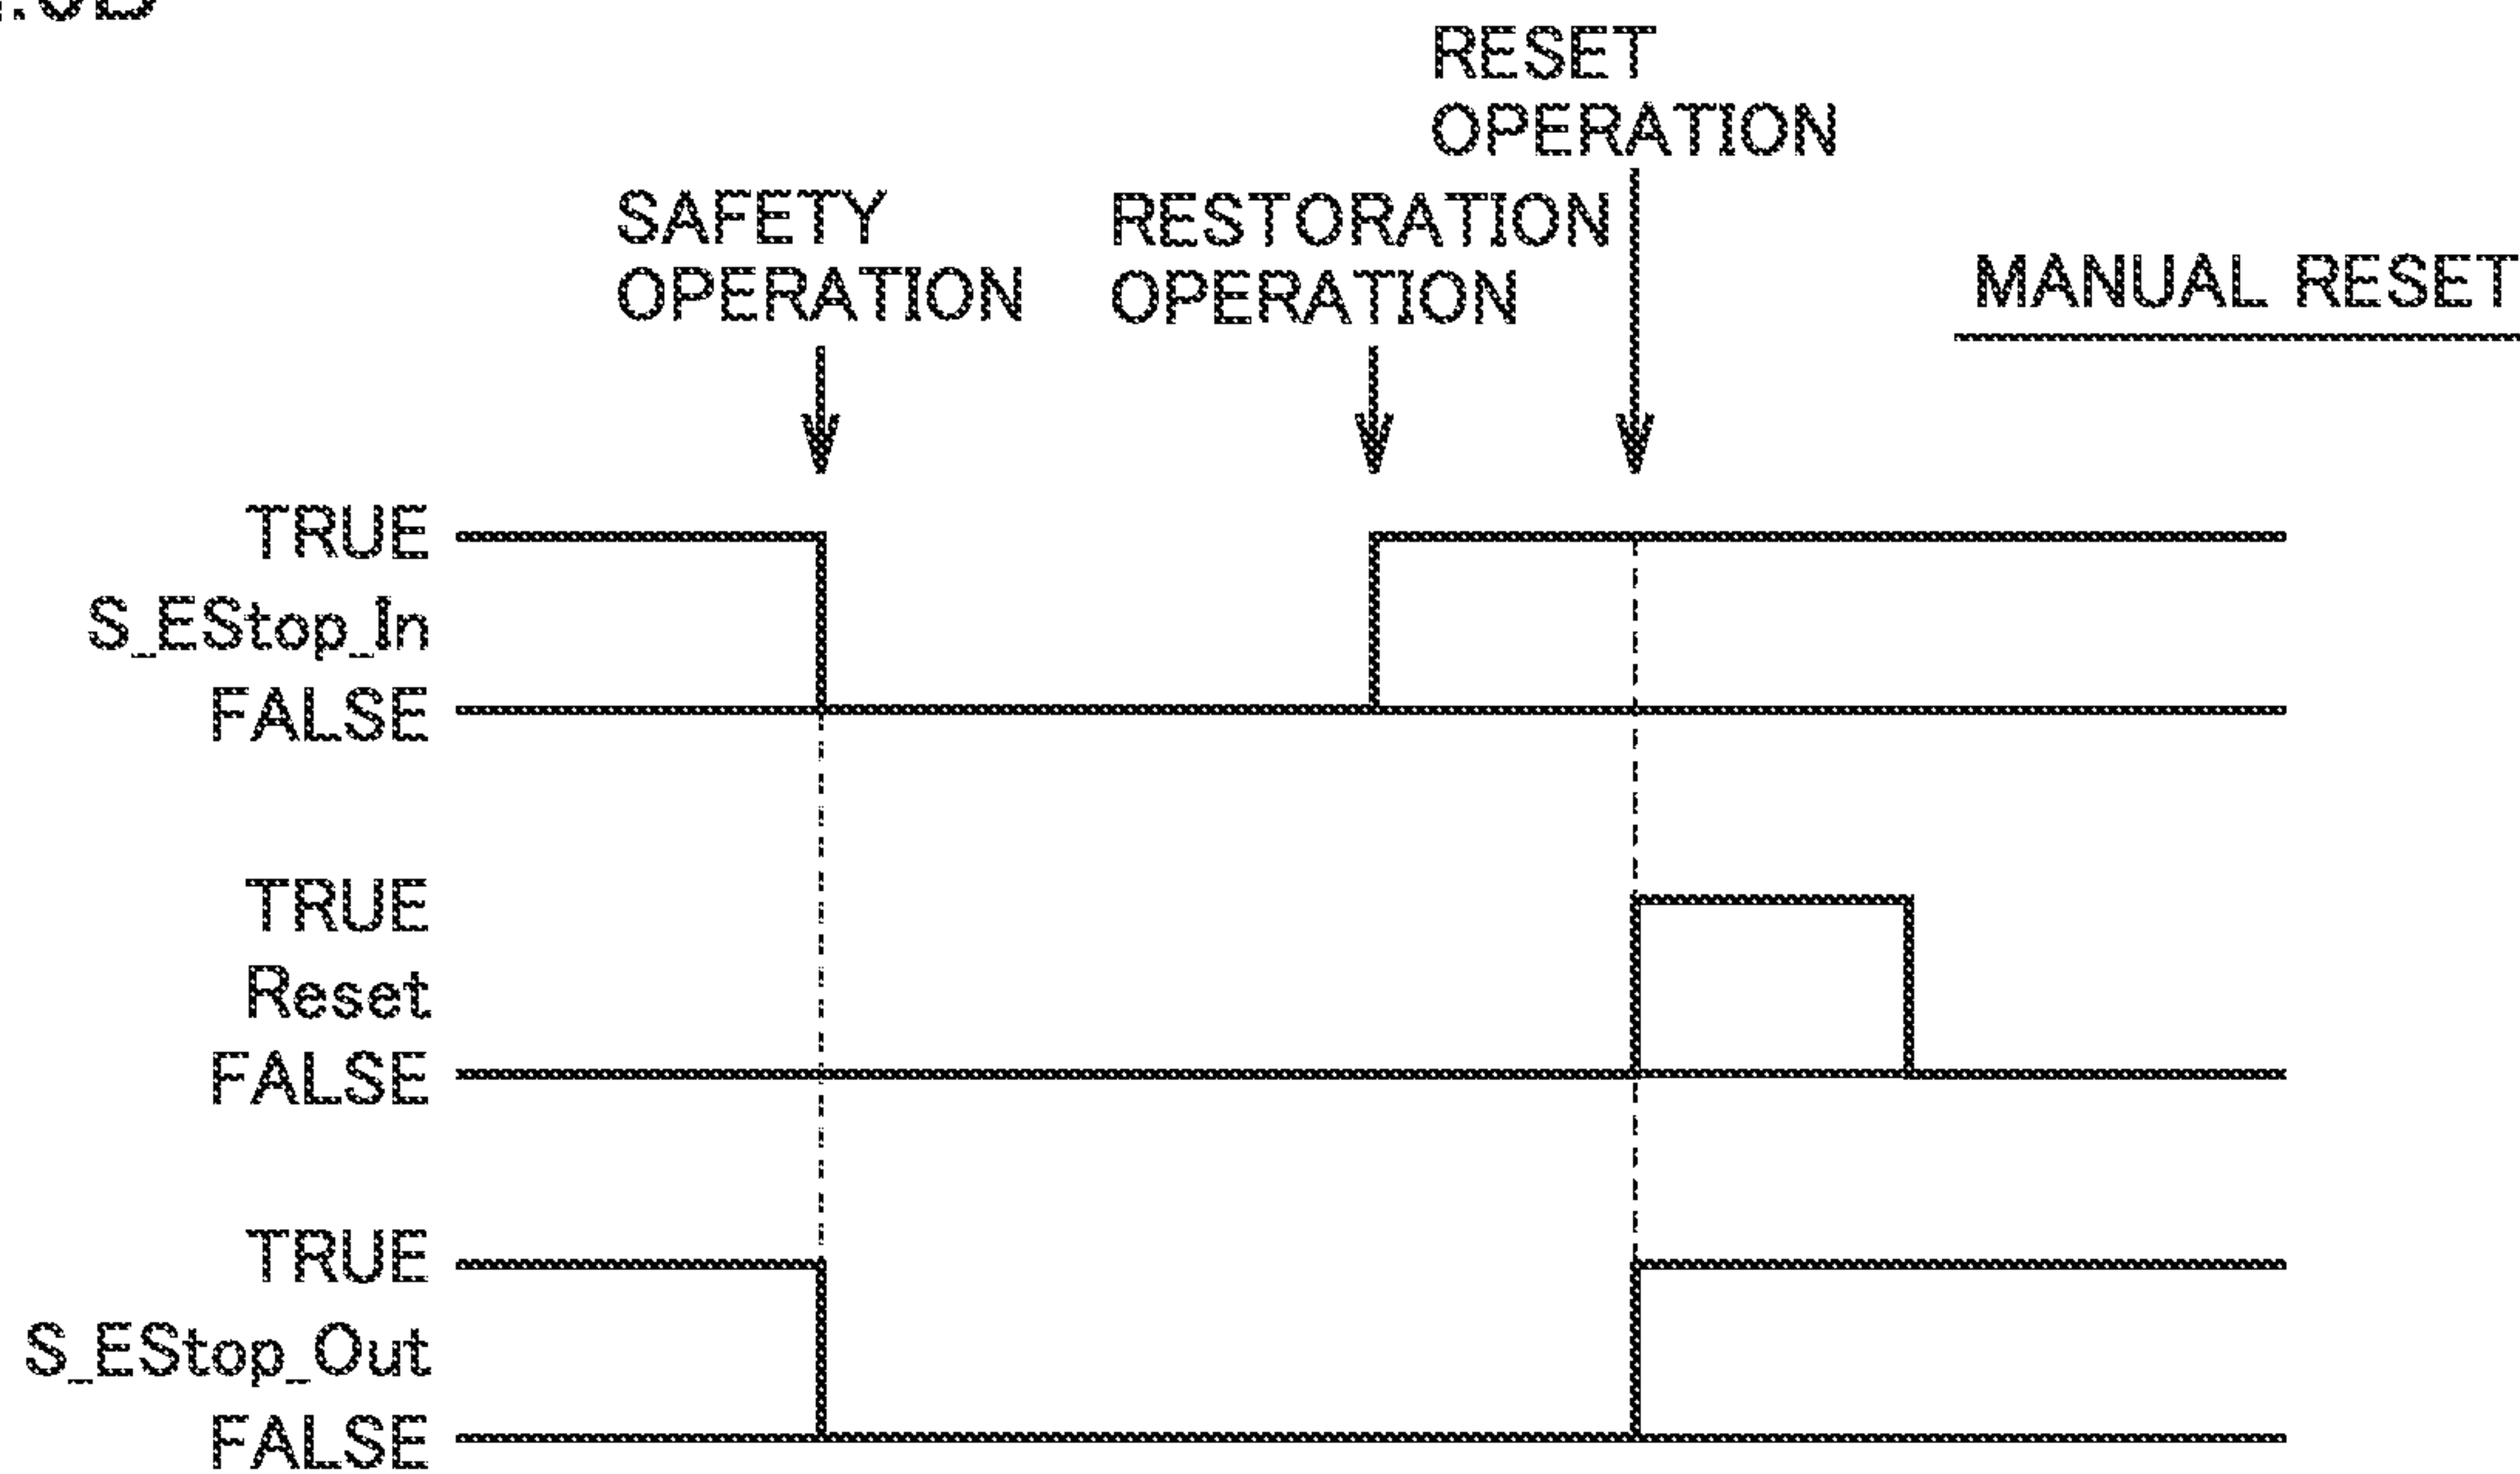 RESET
OPERATION
SAFETY
OPERATION
RESTORATION
OPERATION
MANUAL RESET
TRUE
S_EStop_In
FALSE
TRUE
Reset
FALSE
TRUE
S_EStop_Out
FALSE